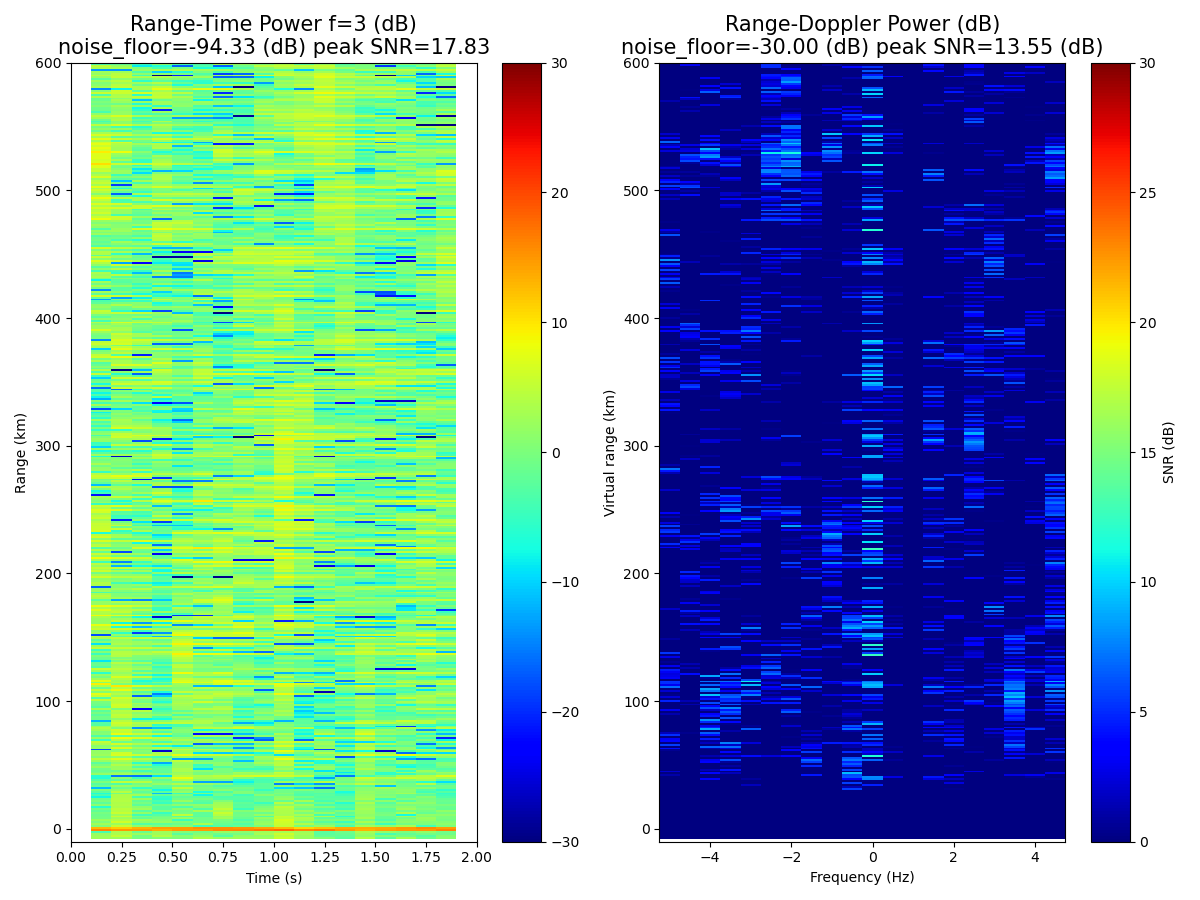 Range-Time Power f=3 (dB)
noise_floor=-94.33 (dB) peak SNR=17.83
Range-Doppler Power (dB)
noise_floor=-30.00 (dB) peak SNR=13.55 (dB)
600
500
400
300
200
100
0
Range (km)
0.00 0.25 0.50 0.75 1.00 1.25 1.50 1.75 2.00
Time (s)
30
20
10
0
−10
−20
−30
600
500
400
300
200
100
0
Virtual range (km)
−4 −2 0 2 4
Frequency (Hz)
30
25
20
15
10
5
0
SNR (dB)